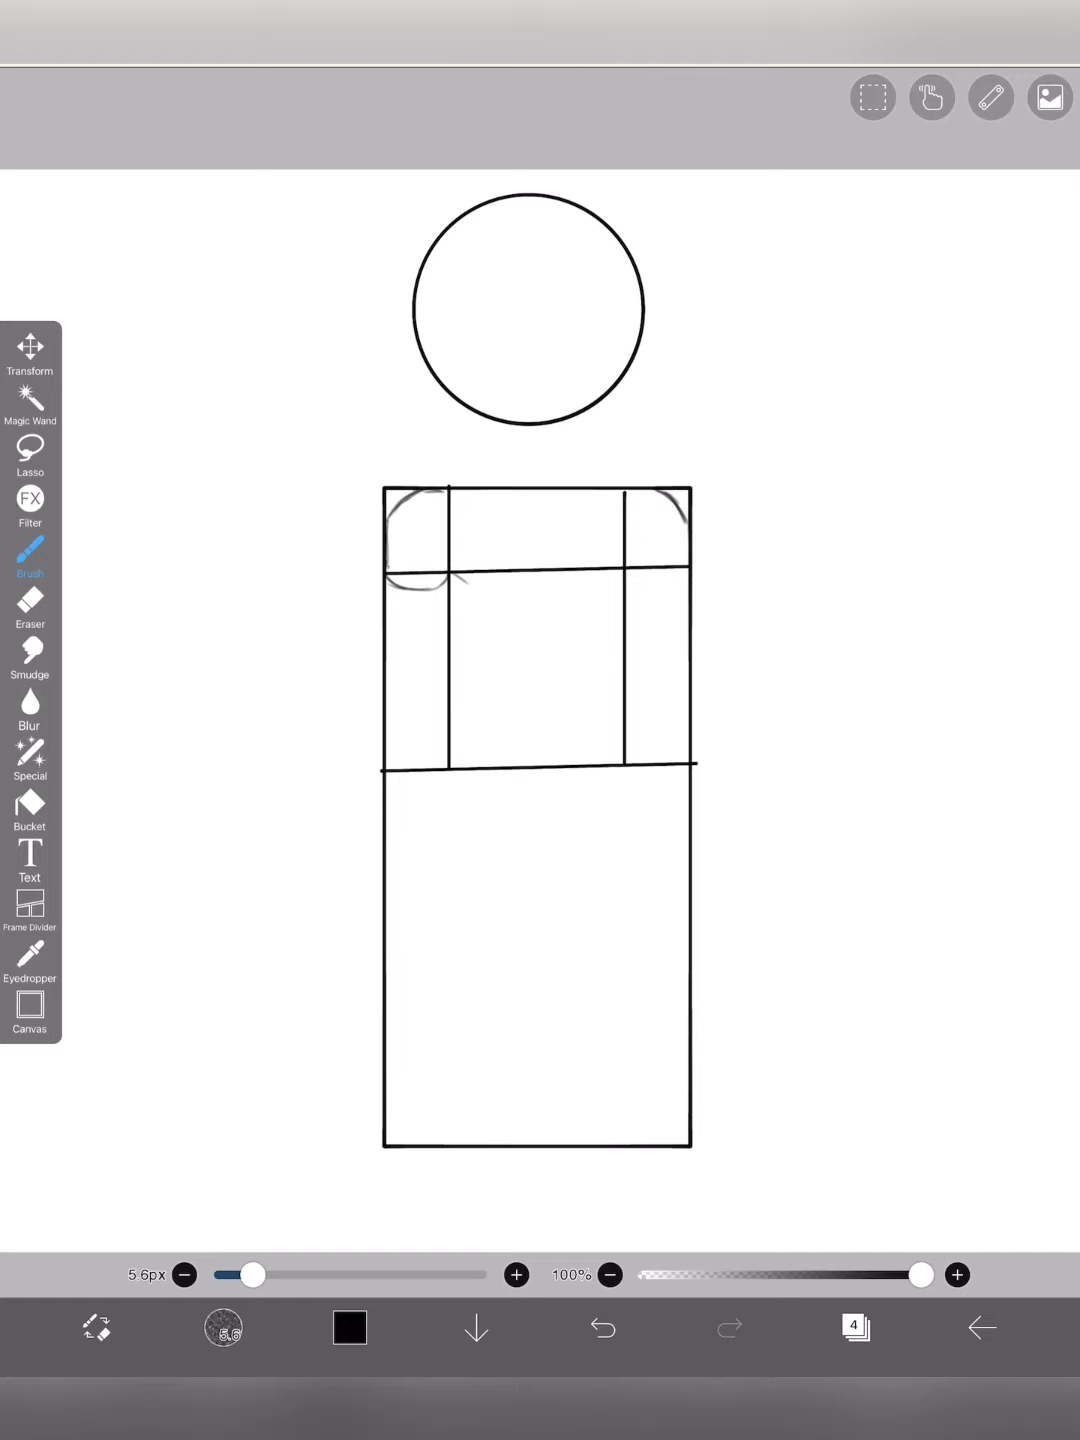 Transform
Magic Wand
Lasso
FX
Filter
Brush
Eraser
Smudge
Blur
Special
Bucket
T
Text
Frame Divider
Eyedropper
Canvas
5.6px
100%
5.6
4